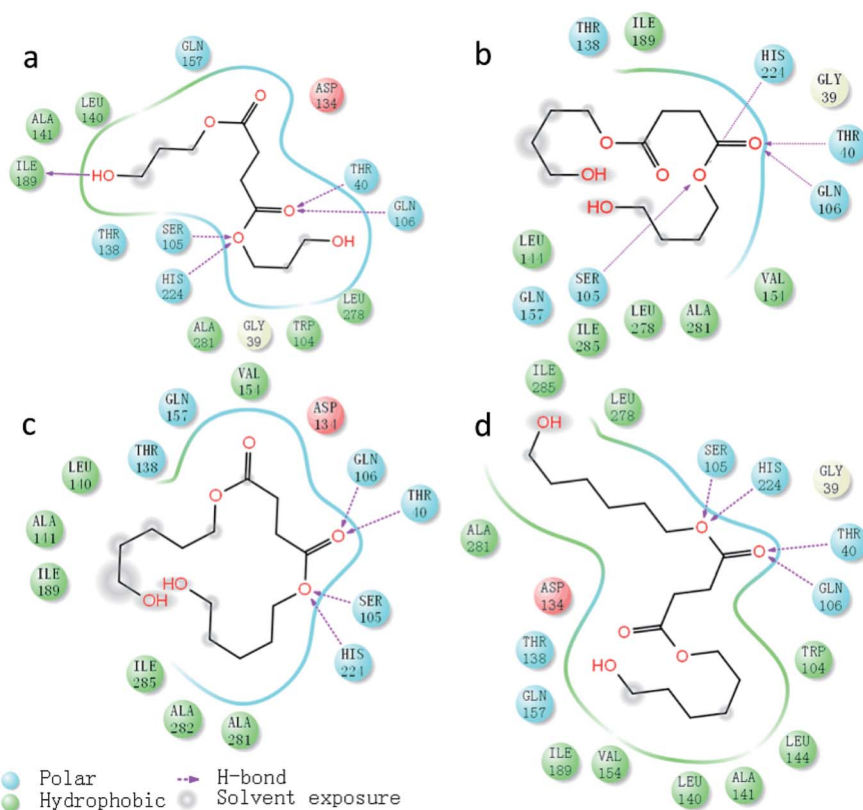 a
GLN
157
ASP
134
LEU
140
ALA
141
ILE
189
HO
O
O
THR
40
GLN
106
O
O
OH
THR
138
SER
105
HIS
224
ALA
281
GLY
39
TRP
104
LEU
278
b
THR
138
ILE
189
HIS
224
GLY
39
THR
40
GLN
106
O
O
O
O
OH
HO
LEU
144
GLN
157
SER
105
ILE
285
LEU
278
ALA
281
VAL
154
c
VAL
154
GLN
157
ASP
134
THR
138
GLN
106
LEU
140
THR
40
ALA
141
ILE
189
O
O
O
O
HO
OH
SER
105
HIS
224
ILE
285
ALA
282
ALA
281
d
ILE
285
LEU
278
OH
SER
105
HIS
224
GLY
39
ALA
281
O
O
THR
40
GLN
106
ASP
134
THR
138
GLN
157
O
O
HO
TRP
104
ILE
189
VAL
154
LEU
140
ALA
141
LEU
144
Polar
H-bond
Hydrophobic
Solvent exposure